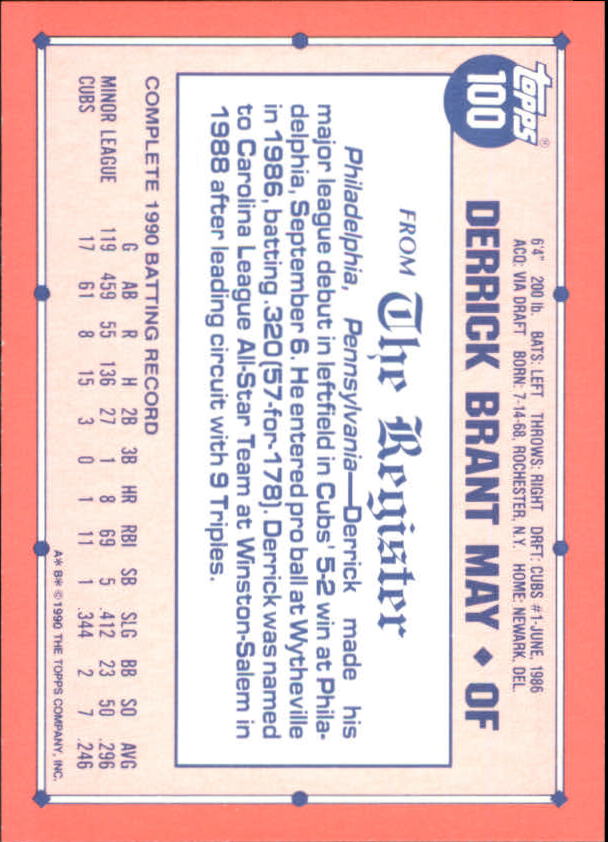 topps®
100
DERRICK BRANT MAY ◆ OF
6'4" 200 lb. BATS: LEFT THROWS: RIGHT DRFT: CUBS #1-JUNE, 1986
ACQ: VIA DRAFT BORN: 7-14-68, ROCHESTER, N.Y. HOME: NEWARK, DEL.
FROM The Register
Philadelphia, Pennsylvania—Derrick made his
major league debut in leftfield in Cubs' 5-2 win at Phila-
delphia, September 6. He entered pro ball at Wytheville
in 1986, batting .320 (57-for-178). Derrick was named
to Carolina League All-Star Team at Winston-Salem in
1988 after leading circuit with 9 Triples.
COMPLETE 1990 BATTING RECORD
G AB R H 2B 3B HR RBI SB SLG BB SO AVG
MINOR LEAGUE 119 459 55 136 27 1 8 69 5 .412 23 50 .296
CUBS 17 61 8 15 3 0 1 11 1 .344 2 7 .246
A* B* © 1990 THE TOPPS COMPANY, INC.